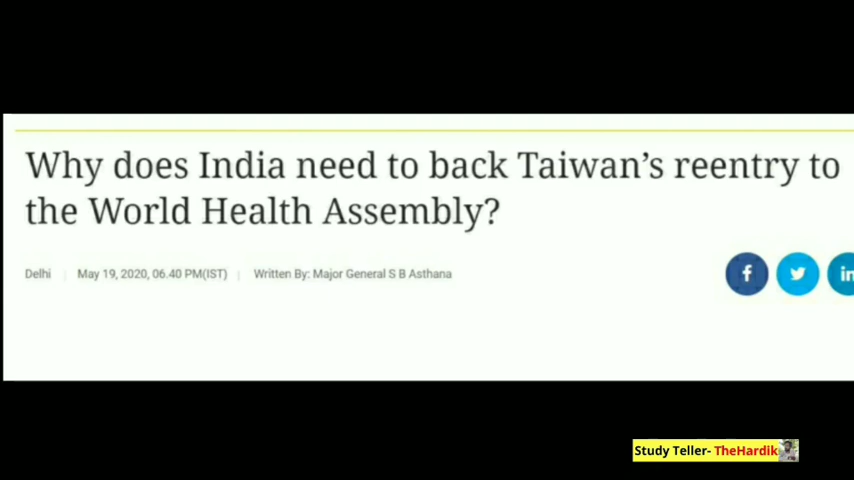 Why does India need to back Taiwan's reentry to
the World Health Assembly?
Delhi | May 19, 2020, 06.40 PM(IST) | Written By: Major General S B Asthana
f in
Study Teller- TheHardik